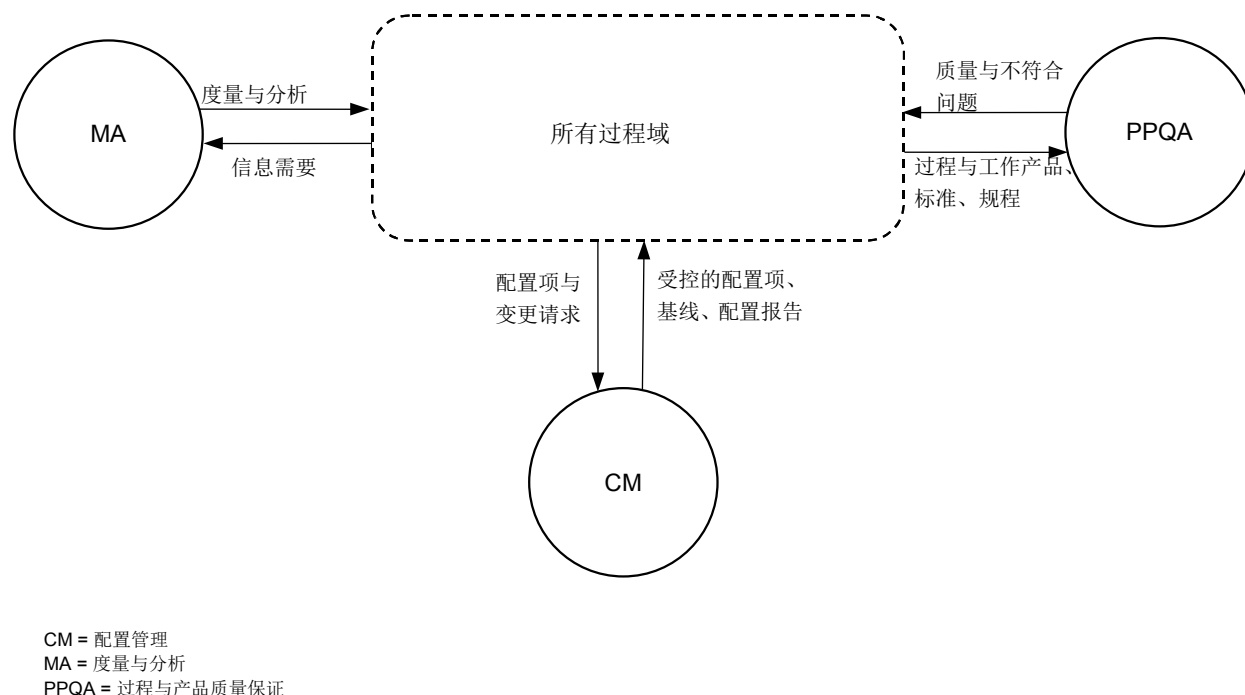 度量与分析
MA
信息需要
所有过程域
质量与不符合
问题
PPQA
过程与工作产品、
标准、规程
配置项与
变更请求
受控的配置项、
基线、配置报告
CM
CM = 配置管理
MA = 度量与分析
PPQA = 过程与产品质量保证